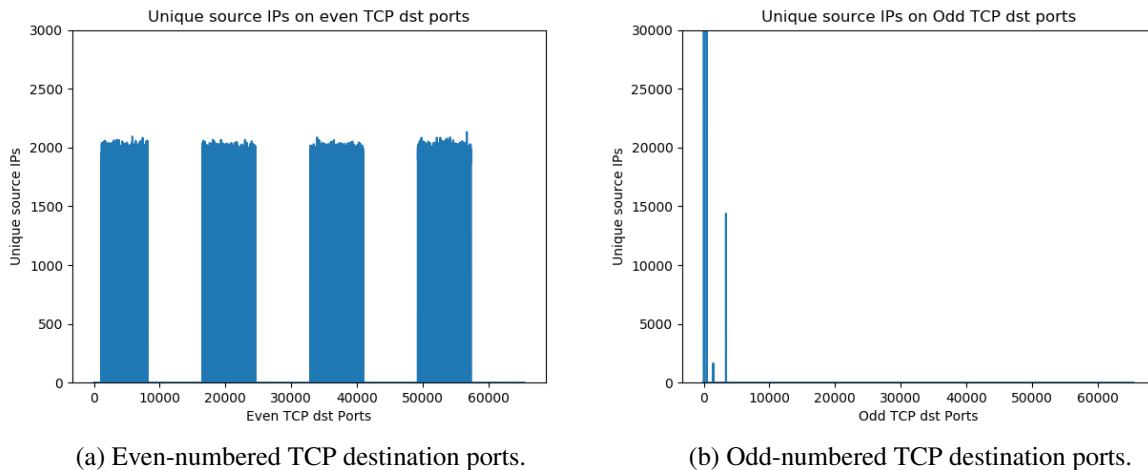 Unique source IPs on even TCP dst ports
3000
2500
2000
1500
1000
500
0
Unique source IPs
0 10000 20000 30000 40000 50000 60000
Even TCP dst Ports
(a) Even-numbered TCP destination ports.
Unique source IPs on Odd TCP dst ports
30000
25000
20000
15000
10000
5000
0
Unique source IPs
0 10000 20000 30000 40000 50000 60000
Odd TCP dst Ports
(b) Odd-numbered TCP destination ports.